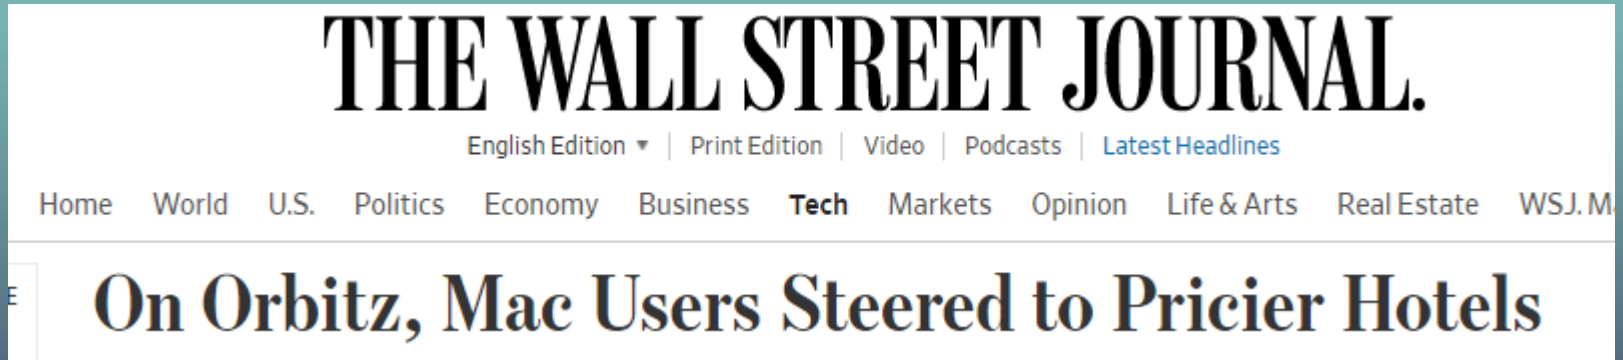 THE WALL STREET JOURNAL.
English Edition ▼ | Print Edition | Video | Podcasts | Latest Headlines
Home World U.S. Politics Economy Business Tech Markets Opinion Life & Arts Real Estate WSJ. Ma
E
On Orbitz, Mac Users Steered to Pricier Hotels